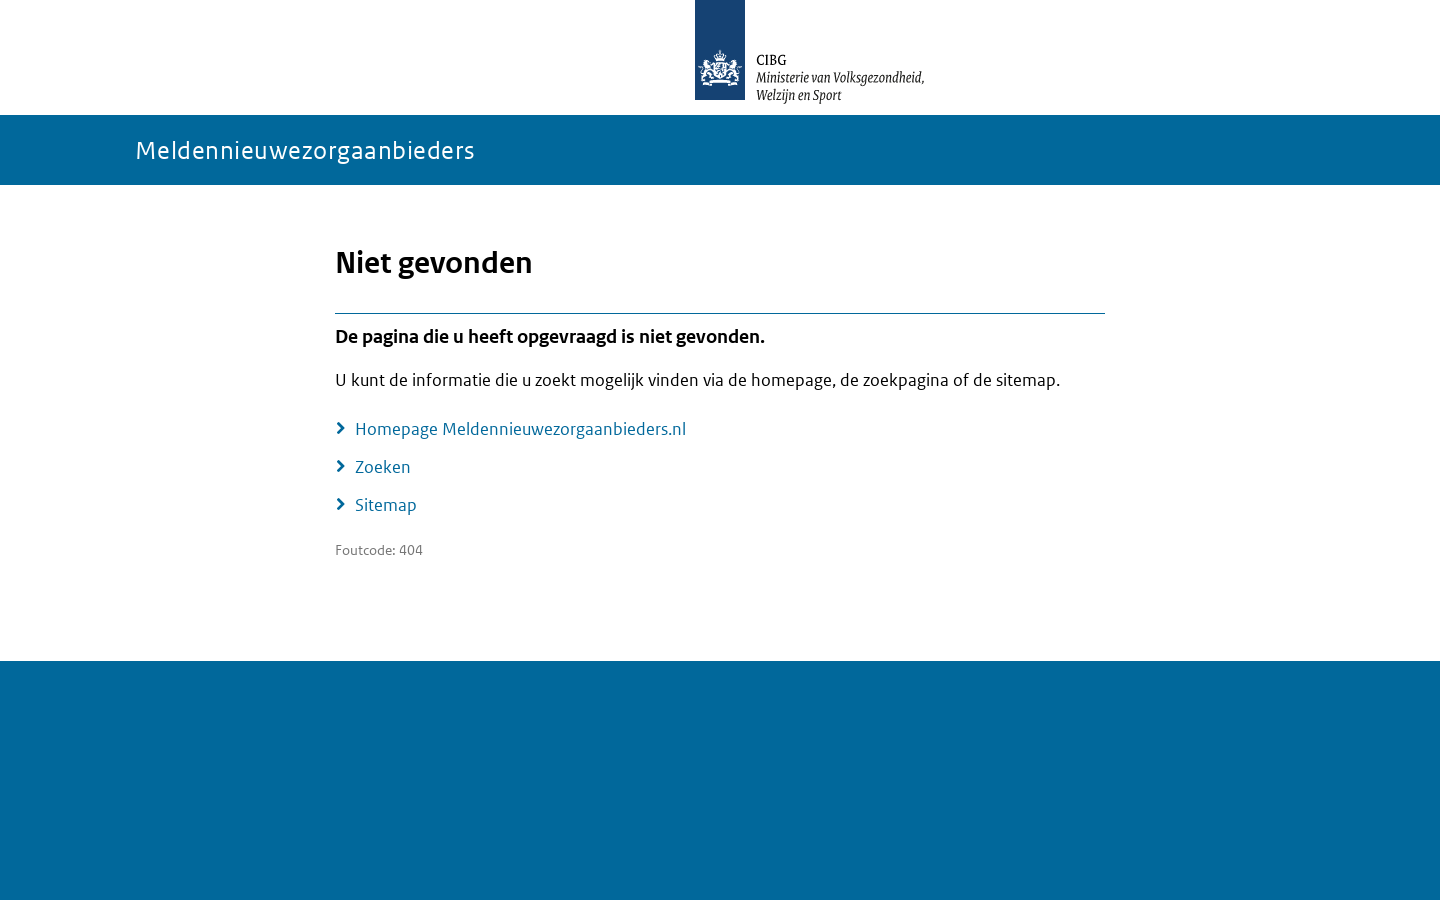 CIBG
Ministerie van Volksgezondheid,
Welzijn en Sport
Meldennieuwezorgaanbieders
Niet gevonden
De pagina die u heeft opgevraagd is niet gevonden.
U kunt de informatie die u zoekt mogelijk vinden via de homepage, de zoekpagina of de sitemap.
Homepage Meldennieuwezorgaanbieders.nl
Zoeken
Sitemap
Foutcode: 404